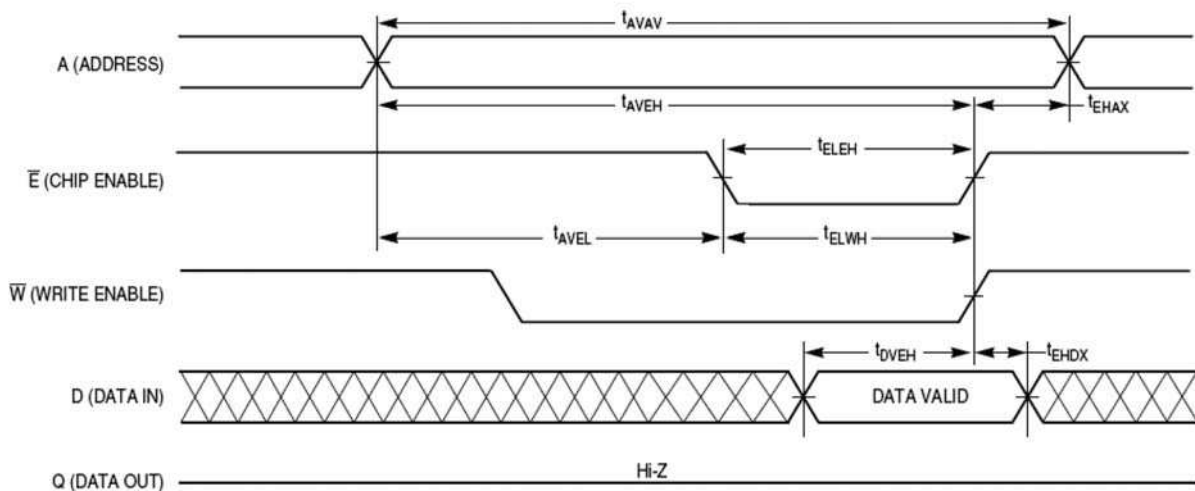 tAVAV
A (ADDRESS)
tAVEH
tEHAX
tELEH
E (CHIP ENABLE)
tAVEL
tELWH
W (WRITE ENABLE)
tDVEH
tEHDX
D (DATA IN)
DATA VALID
Hi-Z
Q (DATA OUT)